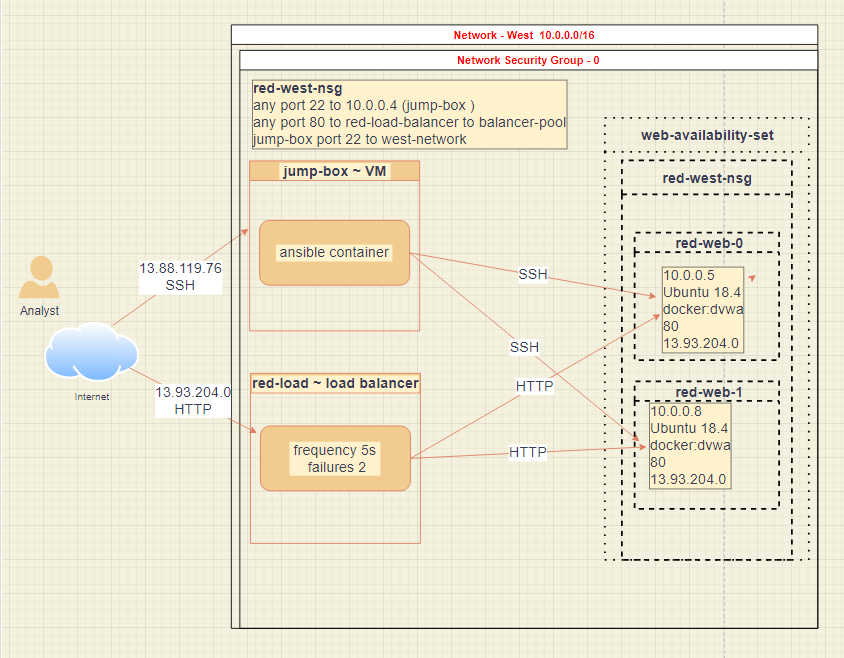 Network - West 10.0.0.0/16
Network Security Group - 0
red-west-nsg
any port 22 to 10.0.0.4 (jump-box )
any port 80 to red-load-balancer to balancer-pool
jump-box port 22 to west-network
web-availability-set
jump-box ~ VM
red-west-nsg
ansible container
red-web-0
10.0.0.5
Ubuntu 18.4
docker:dvwa
80
13.93.204.0
13.88.119.76
SSH
SSH
Analyst
SSH
Internet
red-load ~ load balancer
HTTP
13.93.204.0
HTTP
red-web-1
10.0.0.8
Ubuntu 18.4
docker:dvwa
80
13.93.204.0
frequency 5s
failures 2
HTTP